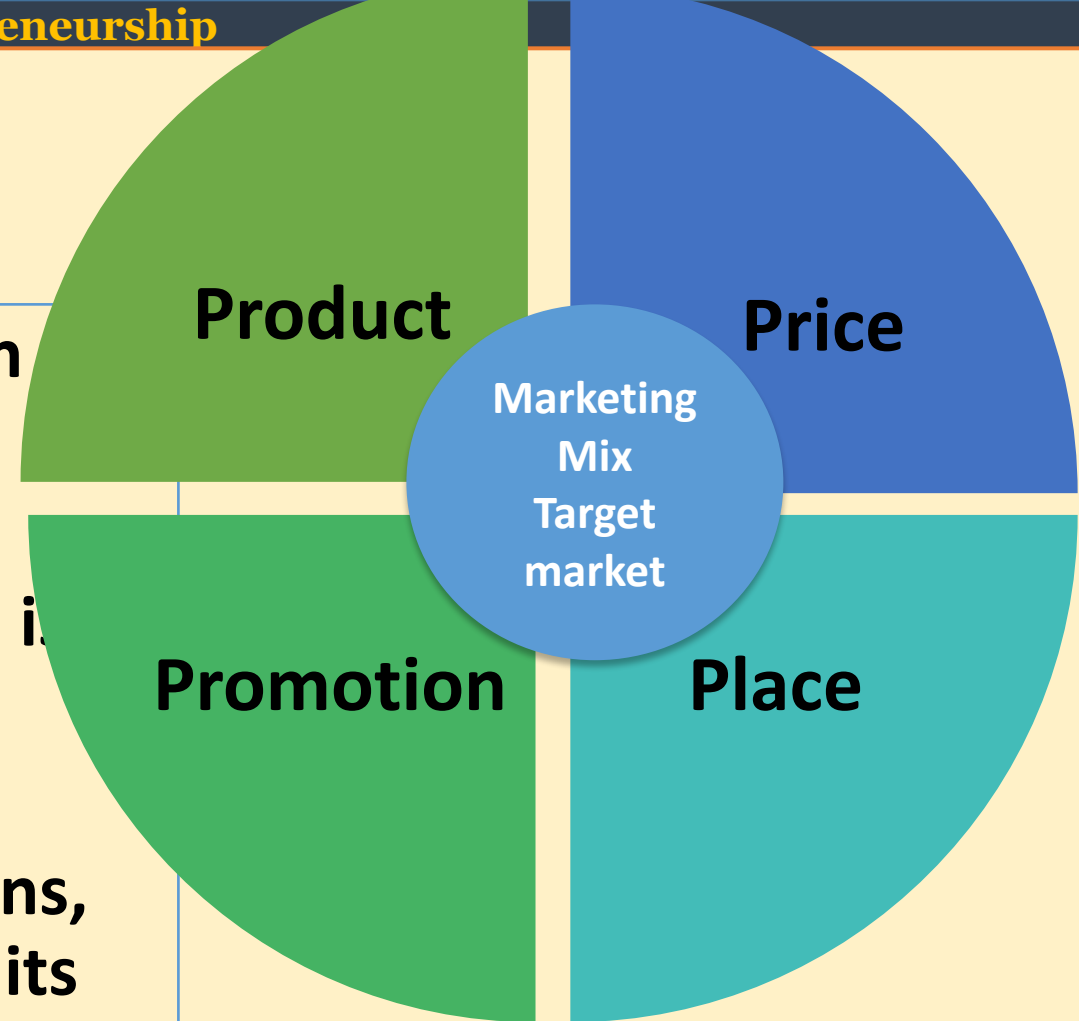 eneurship
Product
Price
n
Marketing
Mix
Target
market
Promotion
Place
ns,
its